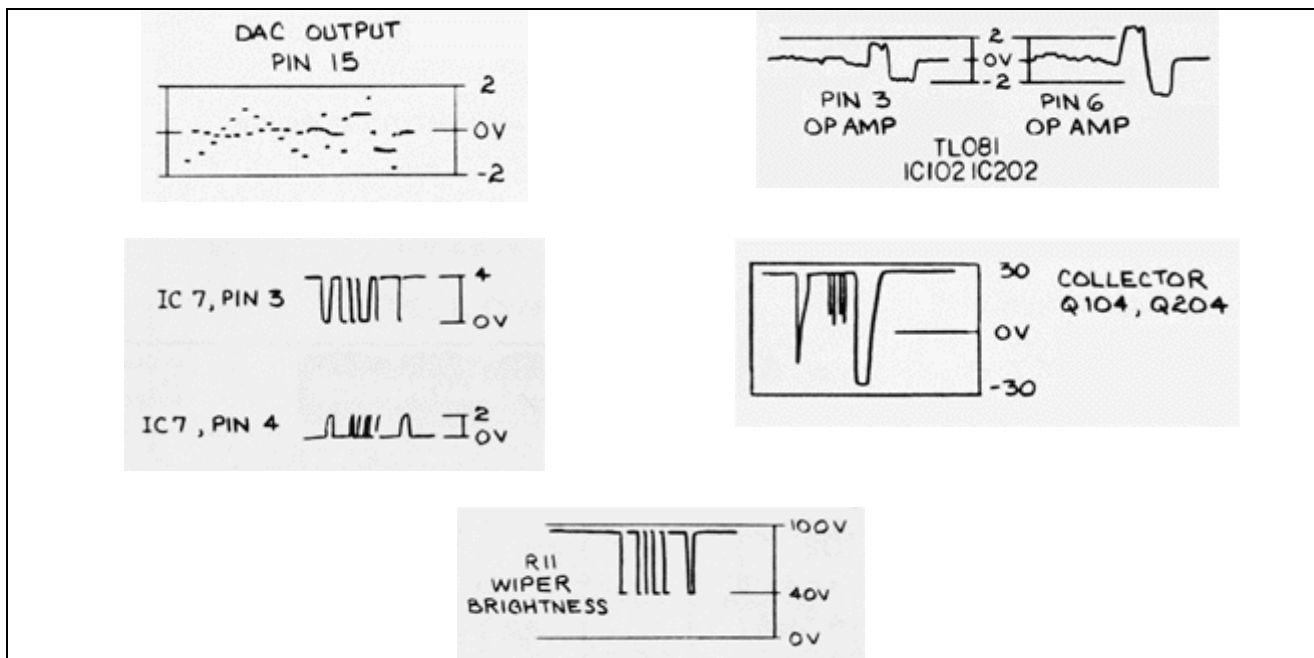 DAC OUTPUT
PIN 15
2
0V
-2
2
0V
-2
PIN 3
OP AMP
PIN 6
OP AMP
TL081
IC102 IC202
IC 7, PIN 3
4
0V
IC7, PIN 4
2
0V
30
0V
-30
COLLECTOR
Q104, Q204
R11
WIPER
BRIGHTNESS
100V
40V
0V